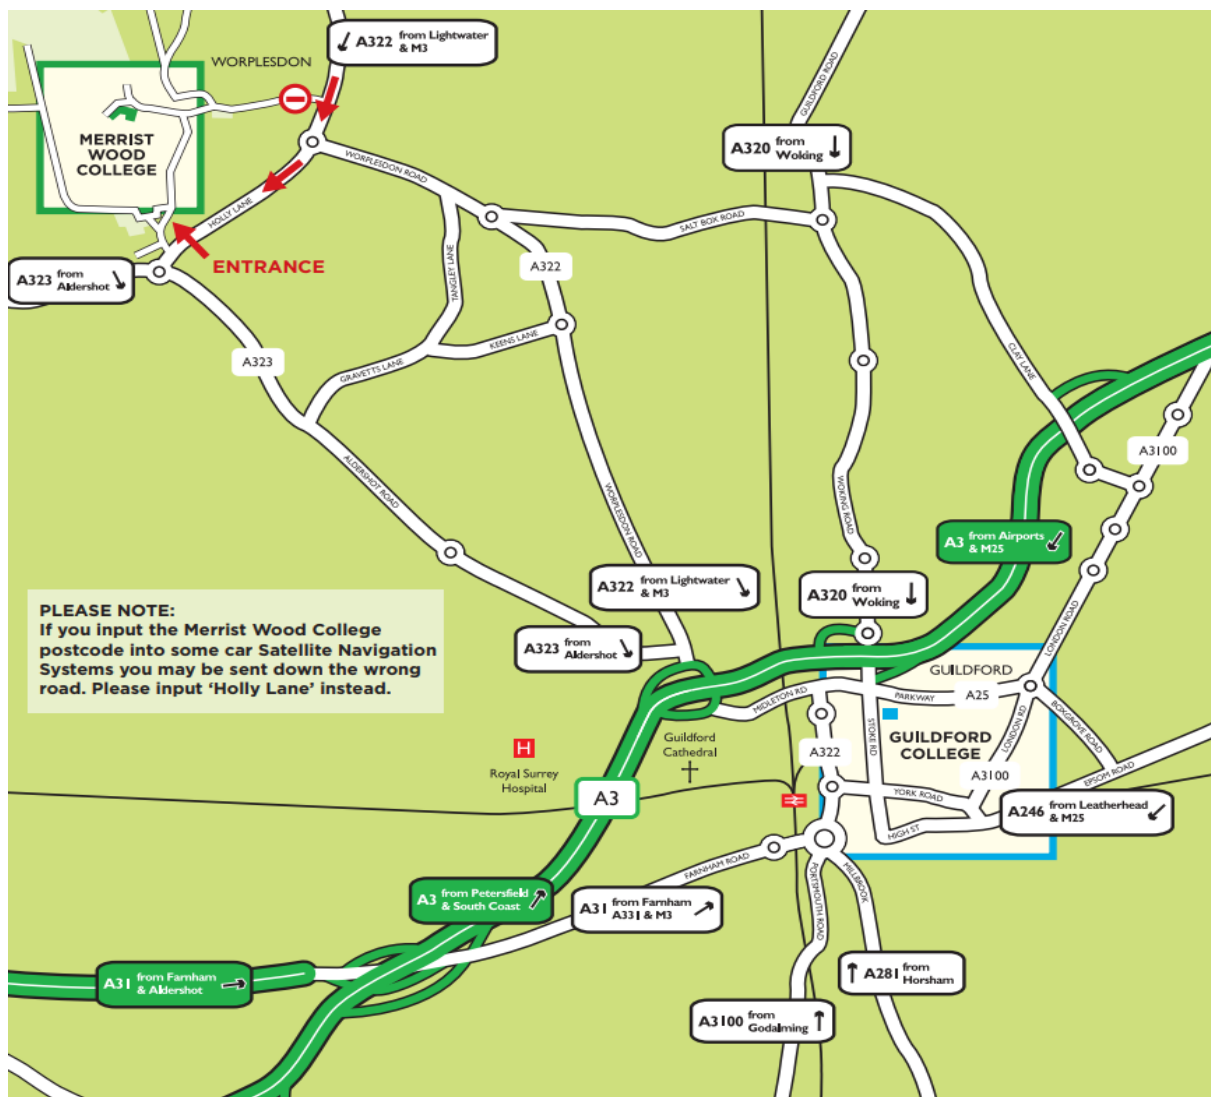 A322 from Lightwater
& M3
WORPLESDON
GUILDFORD ROAD
MERRIST
WOOD
COLLEGE
A320 from
Woking
WORPLESDON ROAD
HOLLY LANE
SALT BOX ROAD
ENTRANCE
A323 from
Aldershot
TANGLEY LANE
A322
A323
GRAVETTS LANE
KEENS LANE
CLAY LANE
A3100
ALDERSHOT ROAD
WORPLESDON ROAD
WOKING ROAD
A3 from Airports
& M25
A322 from Lightwater
& M3
A320 from
Woking
PLEASE NOTE:
If you input the Merrist Wood College
postcode into some car Satellite Navigation
Systems you may be sent down the wrong
road. Please input ‘Holly Lane’ instead.
A323 from
Aldershot
LONDON ROAD
GUILDFORD
MIDLETON RD
PARKWAY
A25
BOXGROVE ROAD
STOKE RD
LONDON RD
GUILDFORD
COLLEGE
H
Royal Surrey
Hospital
Guildford
Cathedral
A322
A3100
EPSOM ROAD
A3
YORK ROAD
HIGH ST
A246 from Leatherhead
& M25
FARNHAM ROAD
PORTSMOUTH ROAD
MILLBROOK
A3 from Petersfield
& South Coast
A31 from Farnham
A331 & M3
A31 from Farnham
& Aldershot
A281 from
Horsham
A3100 from
Godalming